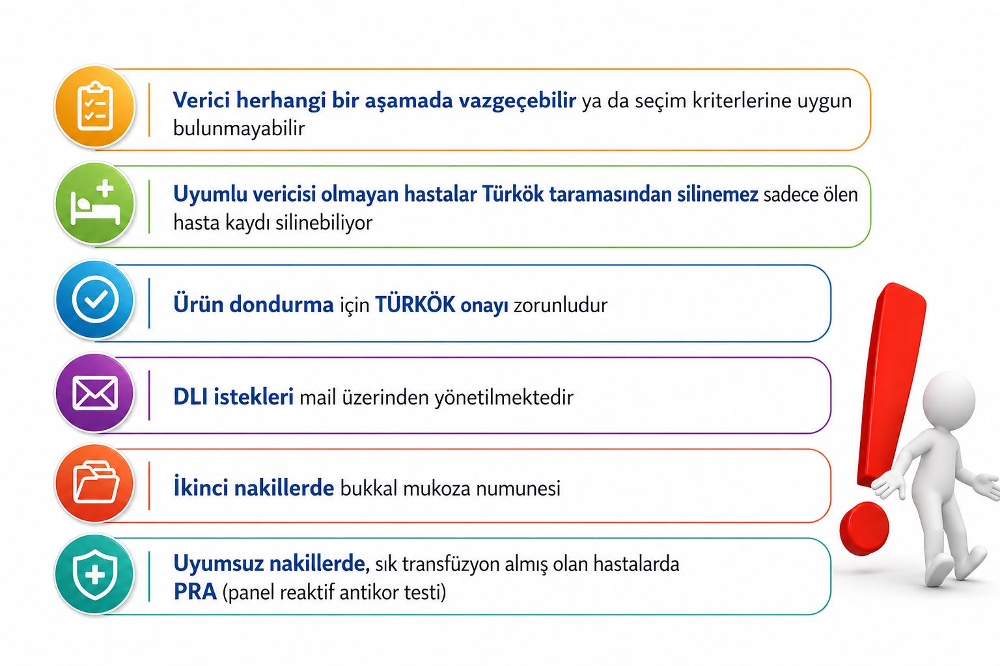 Verici herhangi bir aşamada vazgeçebilir ya da seçim kriterlerine uygun
bulunmayabilir
Uyumlu vericisi olmayan hastalar Türkök taramasından silinemez sadece ölen
hasta kaydı silinebiliyor
Ürün dondurma için TÜRKÖK onayı zorunludur
DLI istekleri mail üzerinden yönetilmektedir
İkinci nakillerde bukkal mukoza numunesi
Uyumsuz nakillerde, sık transfüzyon almış olan hastalarda
PRA (panel reaktif antikor testi)